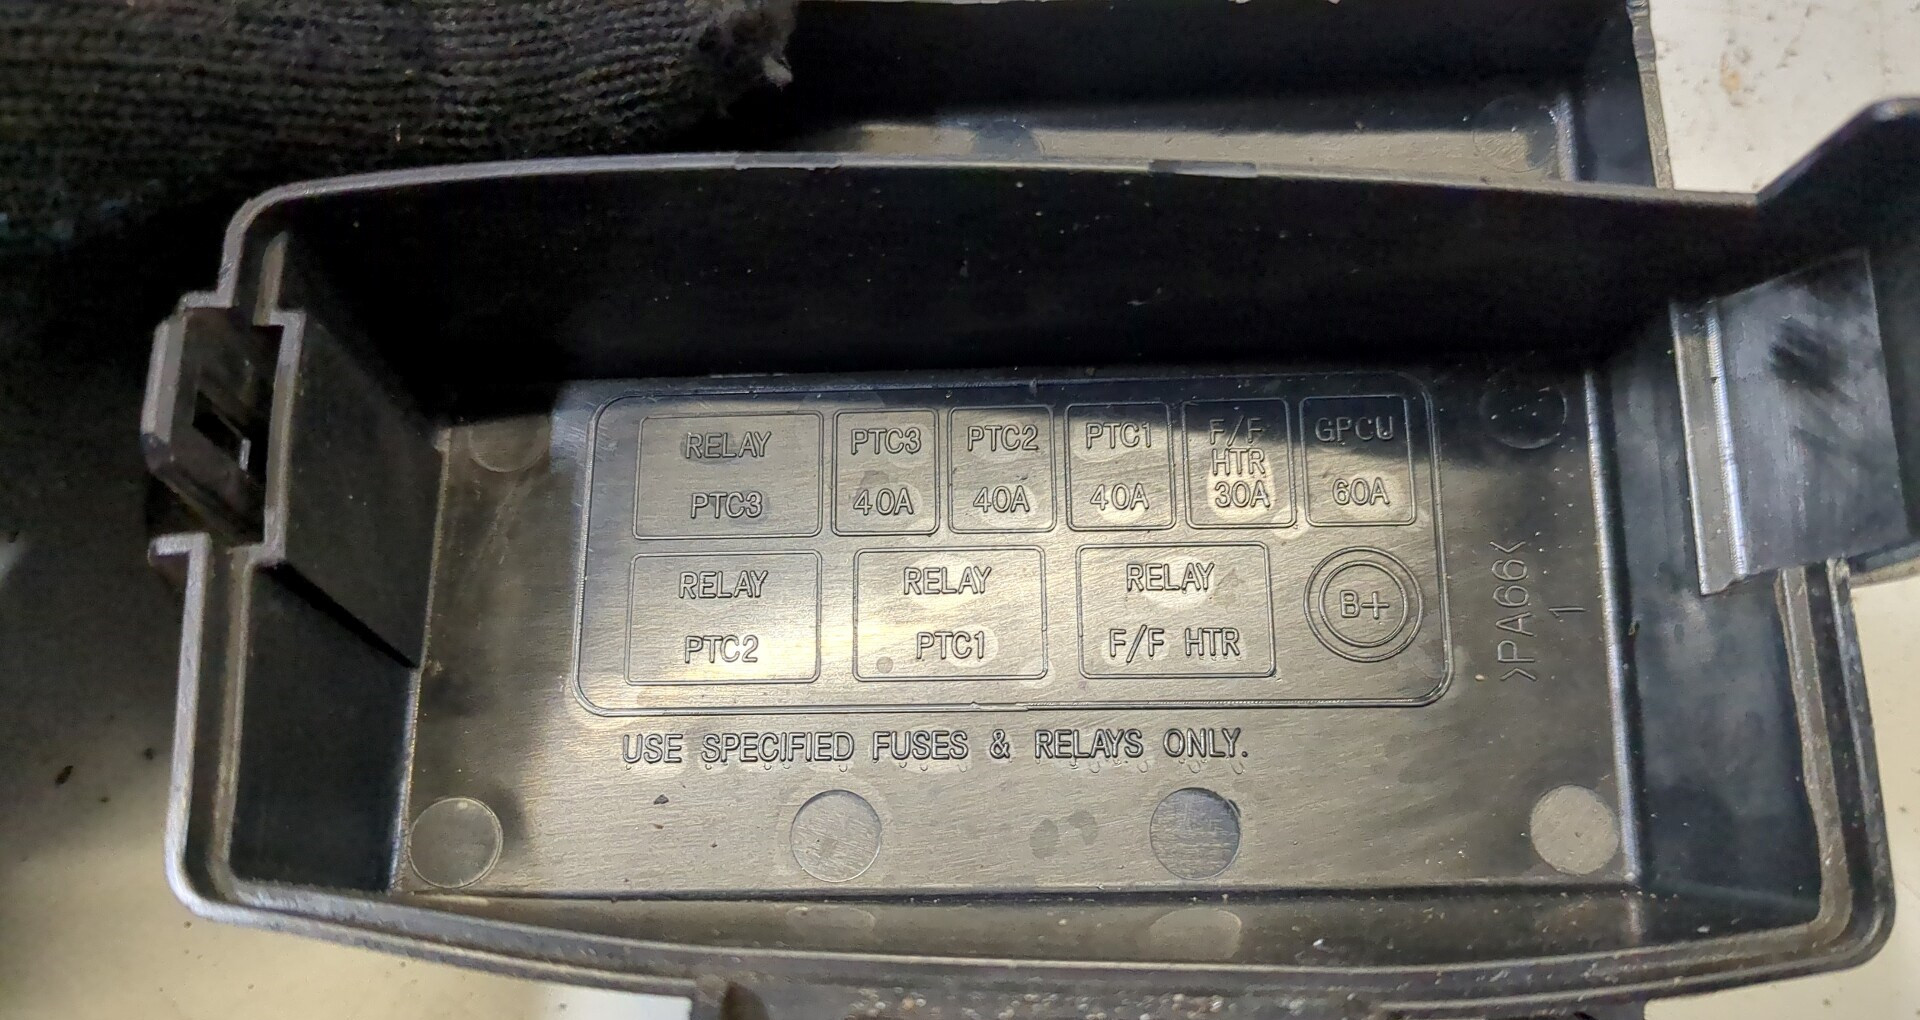 RELAY
PTC3
PTC3
40A
PTC2
40A
PTC1
40A
F/F
HTR
30A
GPCU
60A
RELAY
PTC2
RELAY
PTC1
RELAY
F/F HTR
B+
USE SPECIFIED FUSES & RELAYS ONLY.
>PA66<
1